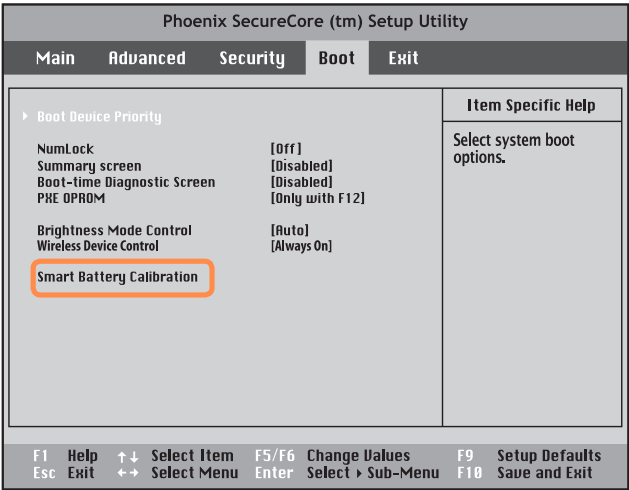 Phoenix SecureCore (tm) Setup Utility
Main Advanced Security Boot Exit
▸ Boot Device Priority
NumLock [Off]
Summary screen [Disabled]
Boot-time Diagnostic Screen [Disabled]
PXE OPROM [Only with F12]
Brightness Mode Control [Auto]
Wireless Device Control [Always On]
Smart Battery Calibration
Item Specific Help
Select system boot
options.
F1 Help ↑↓ Select Item F5/F6 Change Values F9 Setup Defaults
Esc Exit ←→ Select Menu Enter Select ▸ Sub-Menu F10 Save and Exit